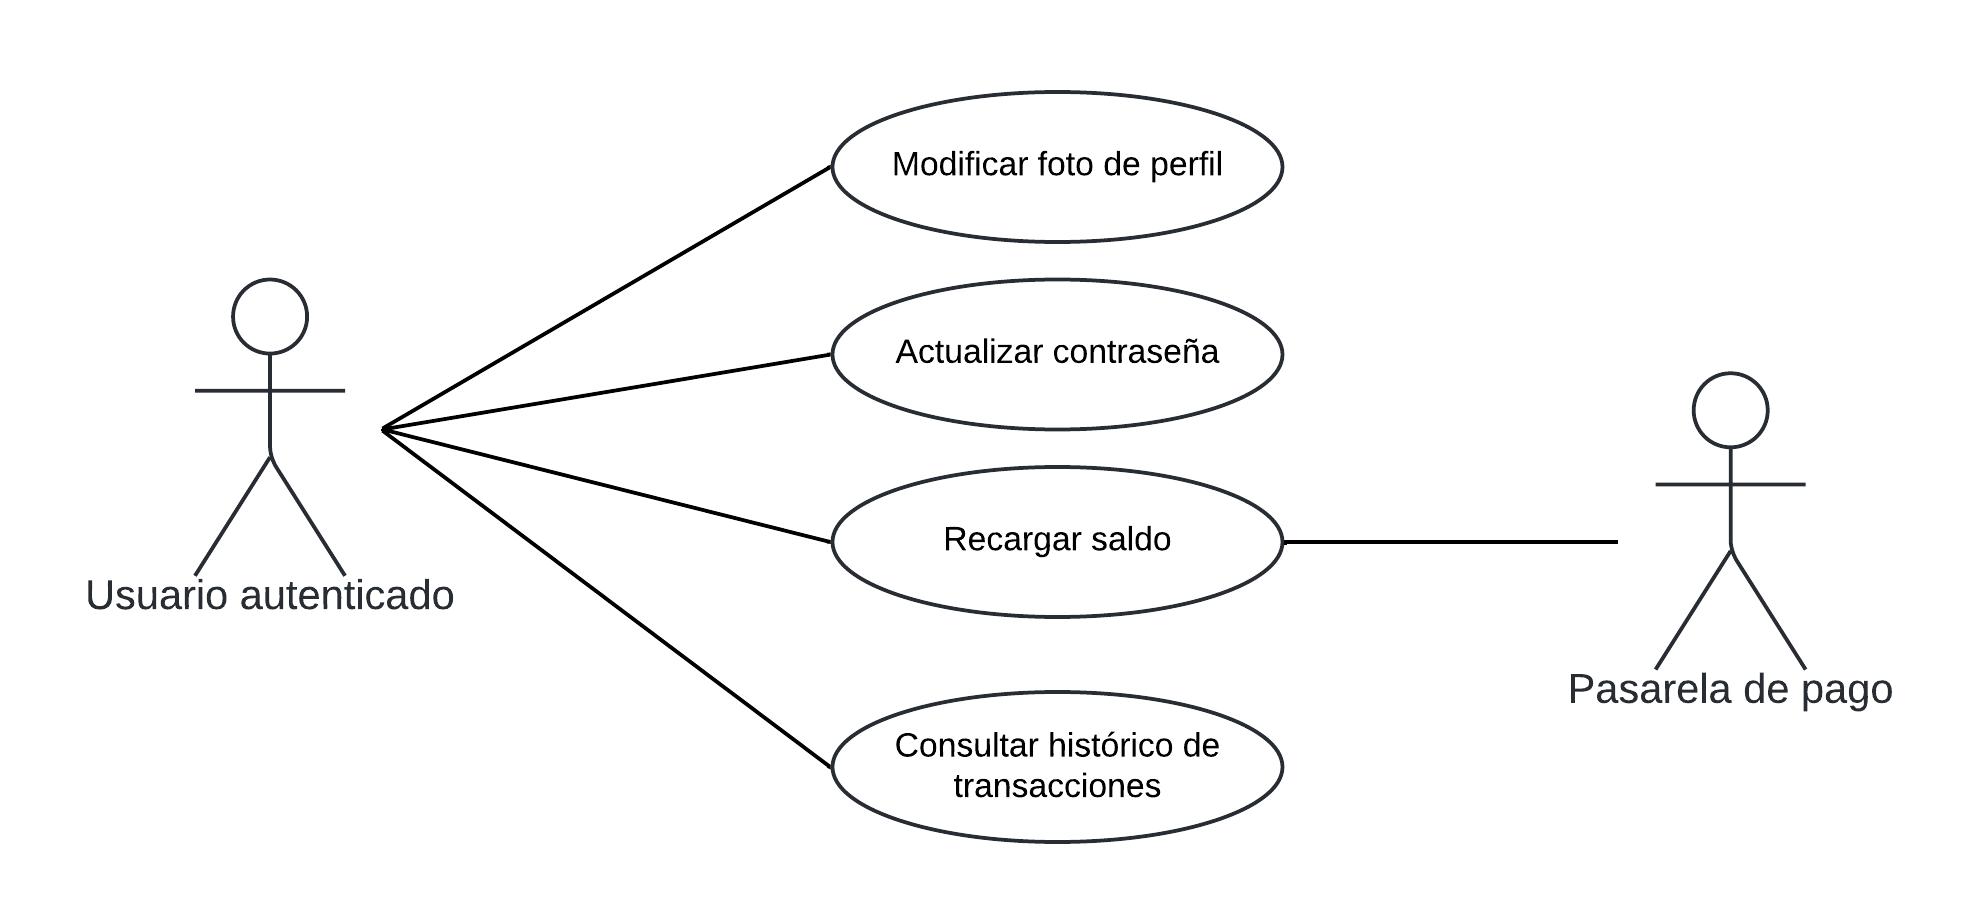 Modificar foto de perfil
Actualizar contraseña
Recargar saldo
Usuario autenticado
Pasarela de pago
Consultar histórico de
transacciones